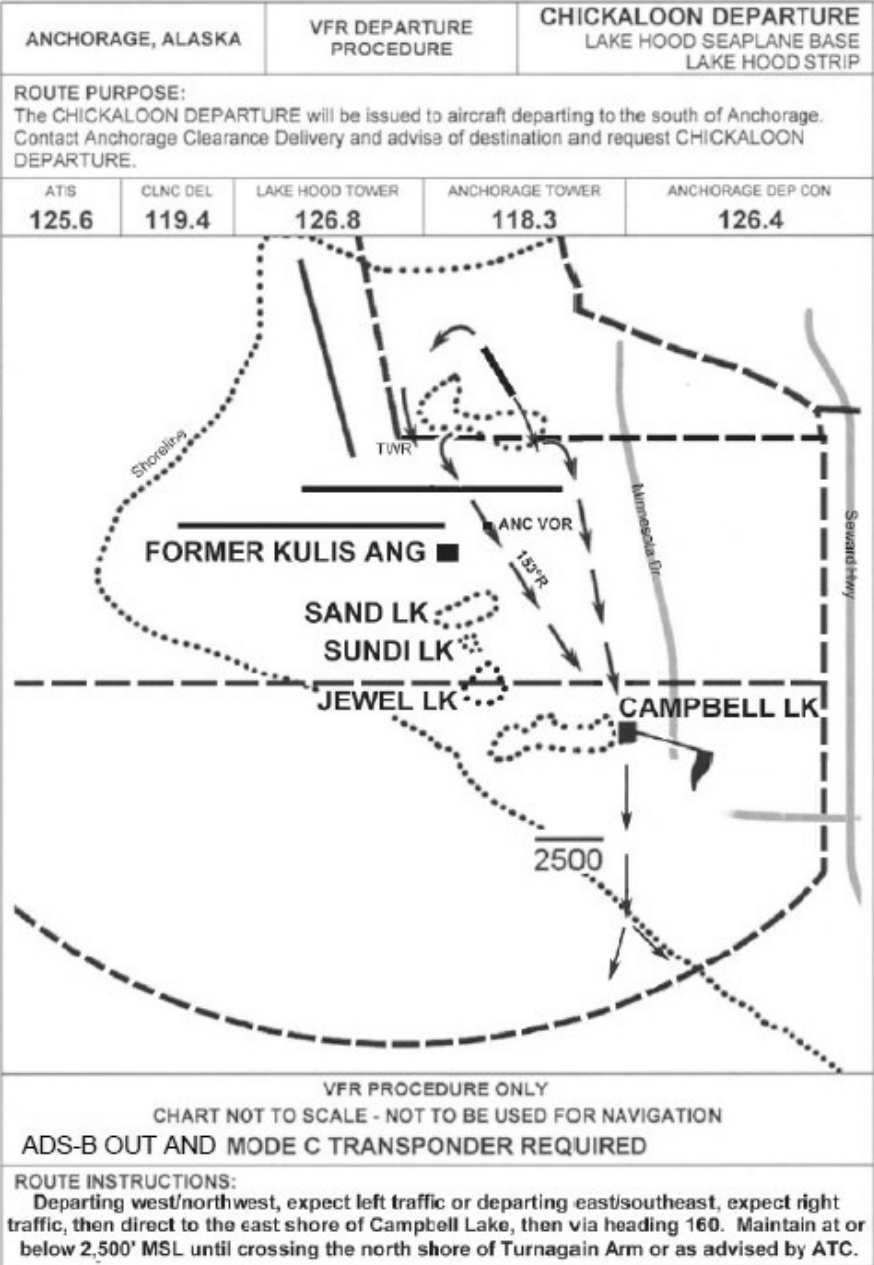 ANCHORAGE, ALASKA
VFR DEPARTURE
PROCEDURE
CHICKALOON DEPARTURE
LAKE HOOD SEAPLANE BASE
LAKE HOOD STRIP
ROUTE PURPOSE:
The CHICKALOON DEPARTURE will be issued to aircraft departing to the south of Anchorage.
Contact Anchorage Clearance Delivery and advise of destination and request CHICKALOON
DEPARTURE.
ATIS
125.6
CLNC DEL
119.4
LAKE HOOD TOWER
126.8
ANCHORAGE TOWER
118.3
ANCHORAGE DEP CON
126.4
Shoreline
TWR
Minnesota Dr
Seward Hwy
ANC VOR
FORMER KULIS ANG
153°R
SAND LK
SUNDI LK
JEWEL LK
CAMPBELL LK
2500
VFR PROCEDURE ONLY
CHART NOT TO SCALE - NOT TO BE USED FOR NAVIGATION
ADS-B OUT AND MODE C TRANSPONDER REQUIRED
ROUTE INSTRUCTIONS:
Departing west/northwest, expect left traffic or departing east/southeast, expect right
traffic, then direct to the east shore of Campbell Lake, then via heading 160. Maintain at or
below 2,500' MSL until crossing the north shore of Turnagain Arm or as advised by ATC.